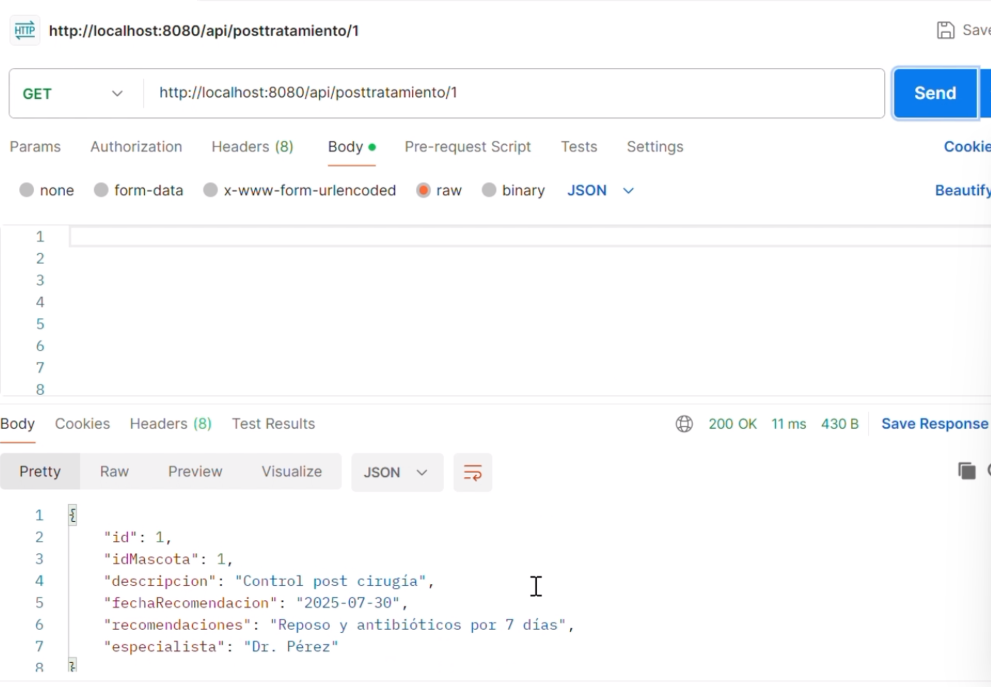 HTTP http://localhost:8080/api/posttratamiento/1 Save
GET http://localhost:8080/api/posttratamiento/1 Send
Params Authorization Headers (8) Body Pre-request Script Tests Settings Cookie
none form-data x-www-form-urlencoded raw binary JSON Beautify
1
2
3
4
5
6
7
8
Body Cookies Headers (8) Test Results 200 OK 11 ms 430 B Save Response
Pretty Raw Preview Visualize JSON
1 {
2 "id": 1,
3 "idMascota": 1,
4 "descripcion": "Control post cirugía",
5 "fechaRecomendacion": "2025-07-30",
6 "recomendaciones": "Reposo y antibióticos por 7 días",
7 "especialista": "Dr. Pérez"
8 }